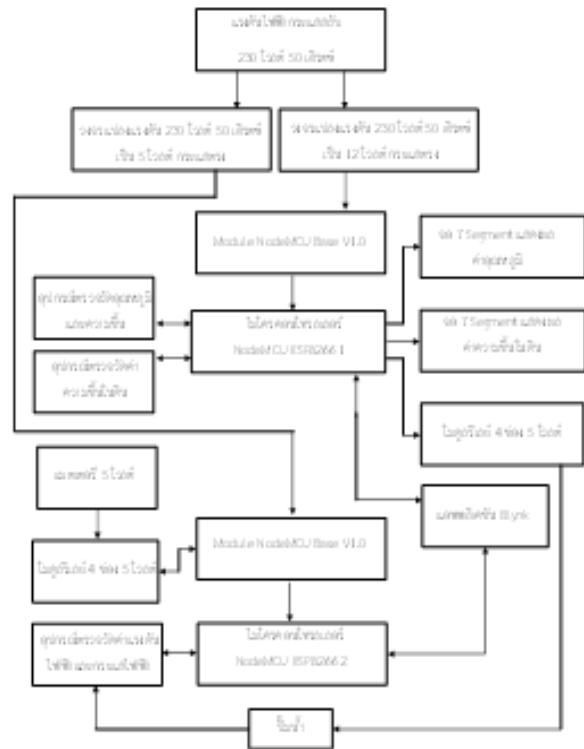 แรงดันไฟฟ้ากระแสสลับ
230 โวลต์ 50 เฮิรตซ์
วงจรแปลงแรงดัน 230 โวลต์ 50 เฮิรตซ์
เป็น 5 โวลต์ กระแสตรง
วงจรแปลงแรงดัน 230 โวลต์ 50 เฮิรตซ์
เป็น 12 โวลต์ กระแสตรง
Module NodeMCU Base V1.0
จอ 7 Segment แสดงผล
ค่าอุณหภูมิ
อุปกรณ์ตรวจวัดอุณหภูมิ
และความชื้น
ไมโครคอนโทรลเลอร์
NodeMCU ESP8266 1
จอ 7 Segment แสดงผล
ค่าความชื้นในดิน
อุปกรณ์ตรวจวัดค่า
ความชื้นในดิน
โมดูลรีเลย์ 4 ช่อง 5 โวลต์
แบตเตอรี่ 5 โวลต์
แอพพลิเคชั่น Blynk
Module NodeMCU Base V1.0
โมดูลรีเลย์ 4 ช่อง 5 โวลต์
อุปกรณ์ตรวจวัดค่าแรงดัน
ไฟฟ้าและกระแสไฟฟ้า
ไมโครคอนโทรลเลอร์
NodeMCU ESP8266 2
ปั๊มน้ำ